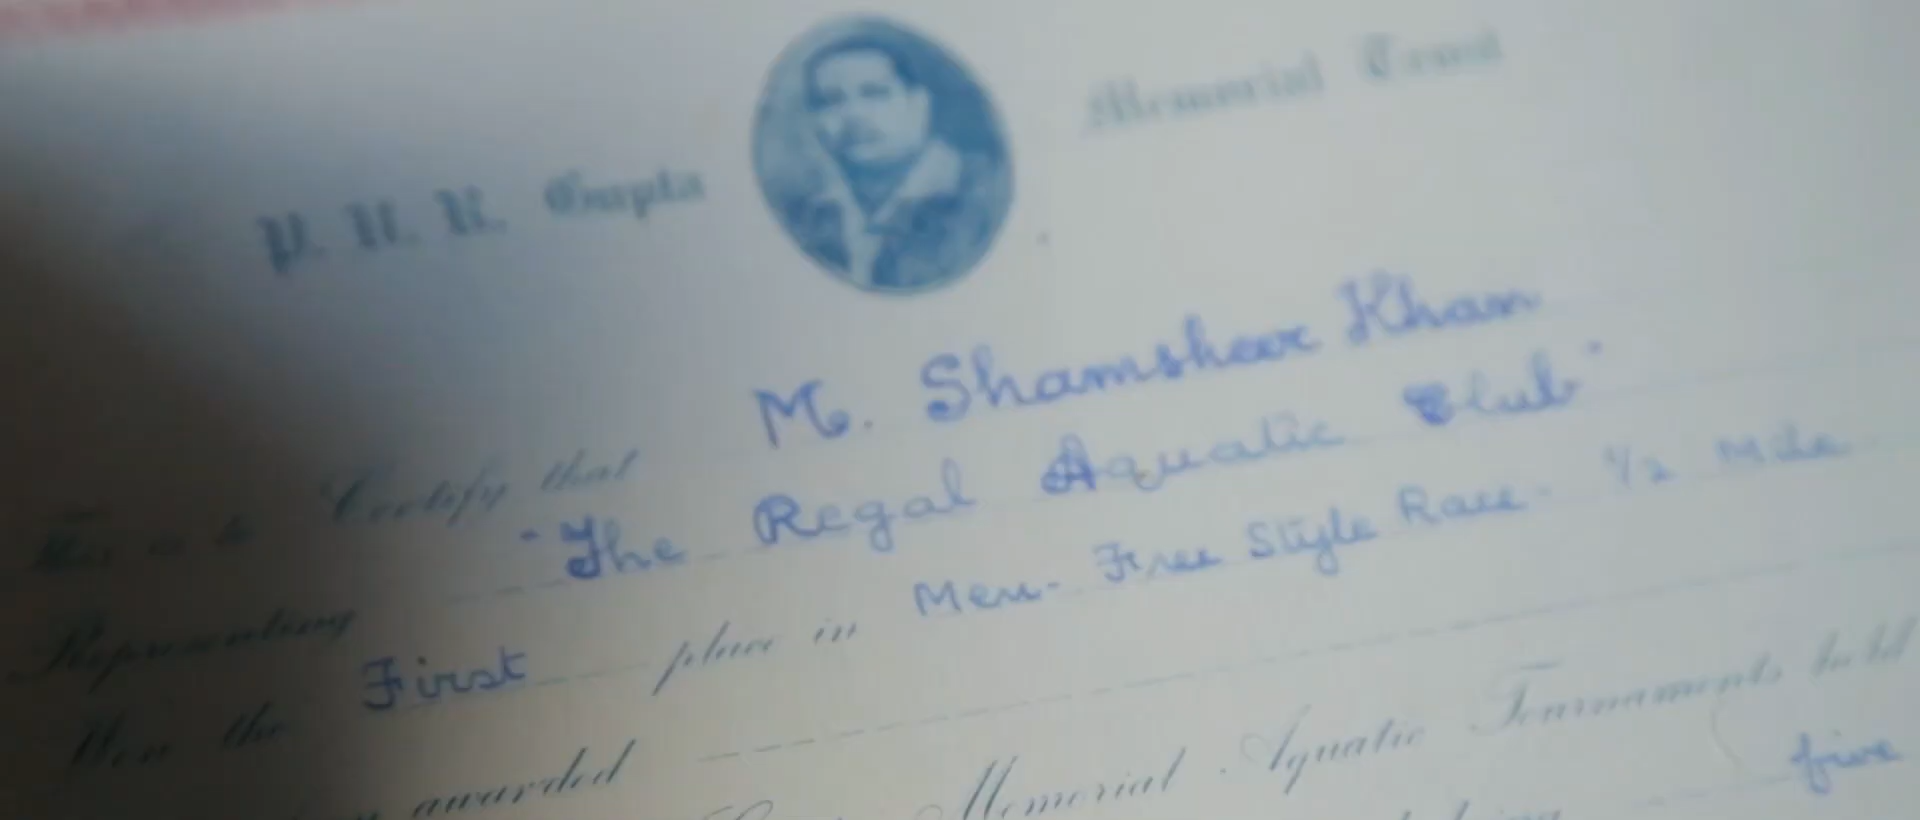 P. N. R. Gupta Memorial Trust
This is to Certify that M. Shamsheer Khan
Representing "The Regal Aquatic Club"
Won the First place in Men- Free Style Race- 1/2 Mile
awarded
Memorial Aquatic Tournaments held
five